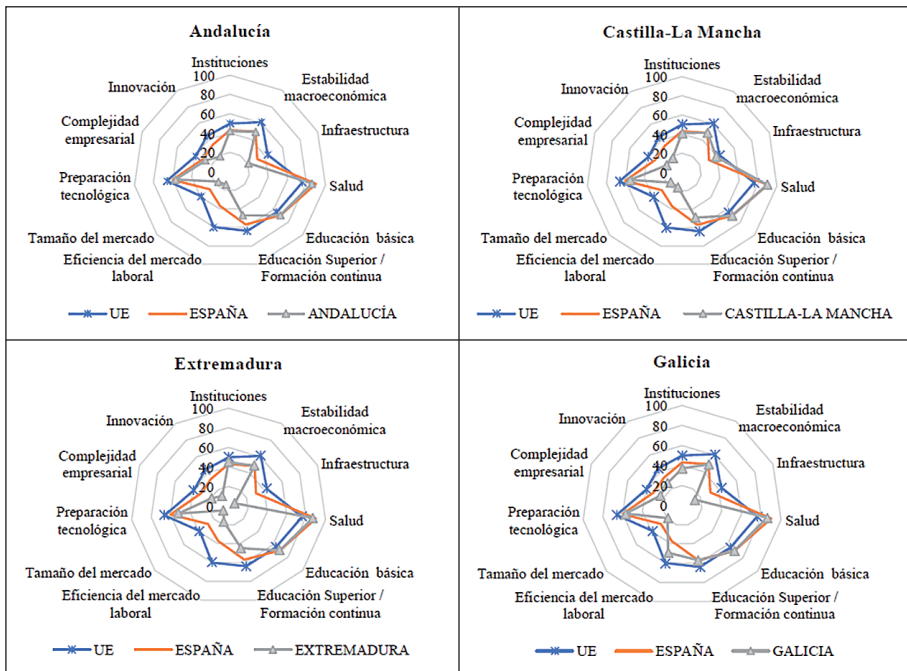 Andalucía
Instituciones
Estabilidad
macroeconómica
Infraestructura
Salud
Educación básica
Educación Superior /
Formación continua
Eficiencia del mercado
laboral
Tamaño del mercado
Preparación
tecnológica
Complejidad
empresarial
Innovación
100
80
60
40
20
0
UE ESPAÑA ANDALUCÍA
Castilla-La Mancha
Instituciones
Estabilidad
macroeconómica
Infraestructura
Salud
Educación básica
Educación Superior /
Formación continua
Eficiencia del mercado
laboral
Tamaño del mercado
Preparación
tecnológica
Complejidad
empresarial
Innovación
100
80
60
40
20
0
UE ESPAÑA CASTILLA-LA MANCHA
Extremadura
Instituciones
Estabilidad
macroeconómica
Infraestructura
Salud
Educación básica
Educación Superior /
Formación continua
Eficiencia del mercado
laboral
Tamaño del mercado
Preparación
tecnológica
Complejidad
empresarial
Innovación
100
80
60
40
20
0
UE ESPAÑA EXTREMADURA
Galicia
Instituciones
Estabilidad
macroeconómica
Infraestructura
Salud
Educación básica
Educación Superior /
Formación continua
Eficiencia del mercado
laboral
Tamaño del mercado
Preparación
tecnológica
Complejidad
empresarial
Innovación
100
80
60
40
20
0
UE ESPAÑA GALICIA